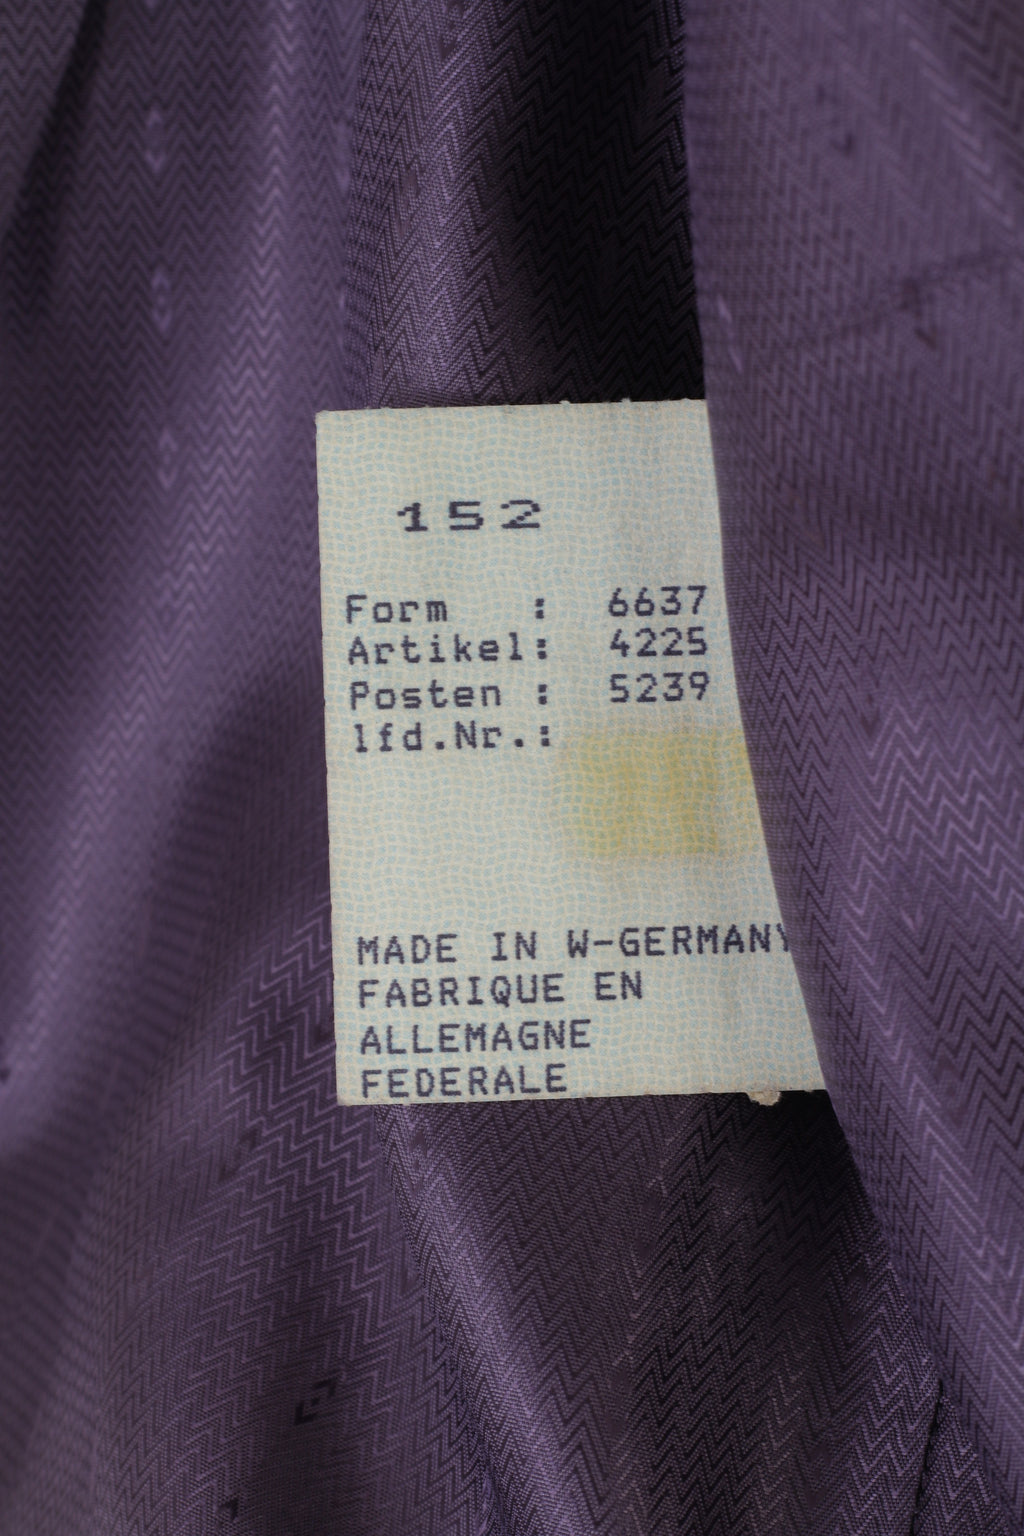 152
Form : 6637
Artikel: 4225
Posten : 5239
lfd.Nr.:
MADE IN W-GERMANY
FABRIQUE EN
ALLEMAGNE
FEDERALE